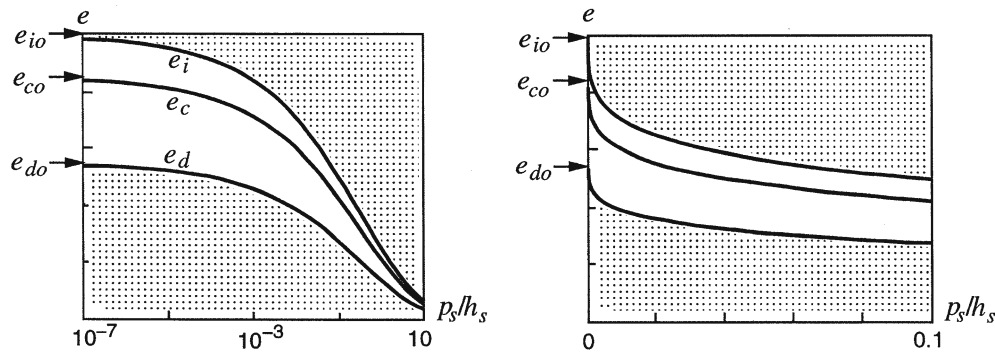 e
e_io
e_i
e_co
e_c
e_d
e_do
p_s/h_s
10^-7
10^-3
10
e
e_io
e_co
e_do
p_s/h_s
0
0.1